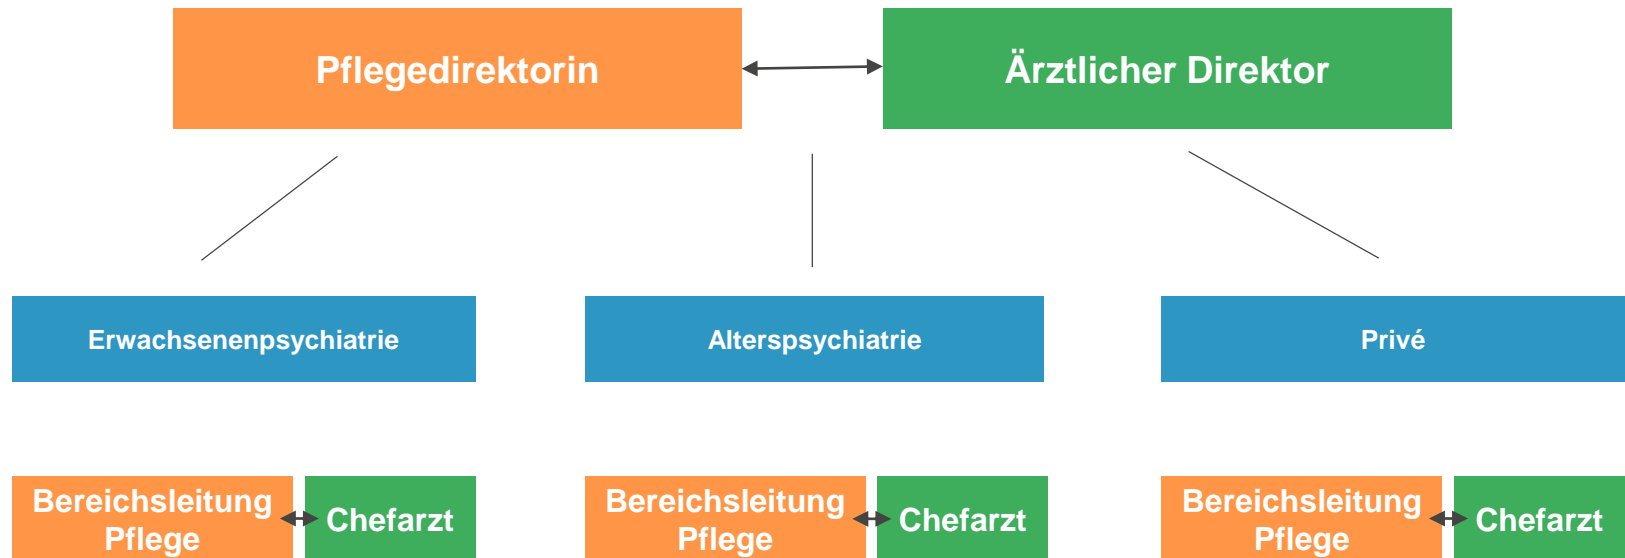 Pflegedirektorin
Ärztlicher Direktor
Erwachsenenpsychiatrie
Alterspsychiatrie
Privé
Bereichsleitung
Pflege
Chefarzt
Bereichsleitung
Pflege
Chefarzt
Bereichsleitung
Pflege
Chefarzt